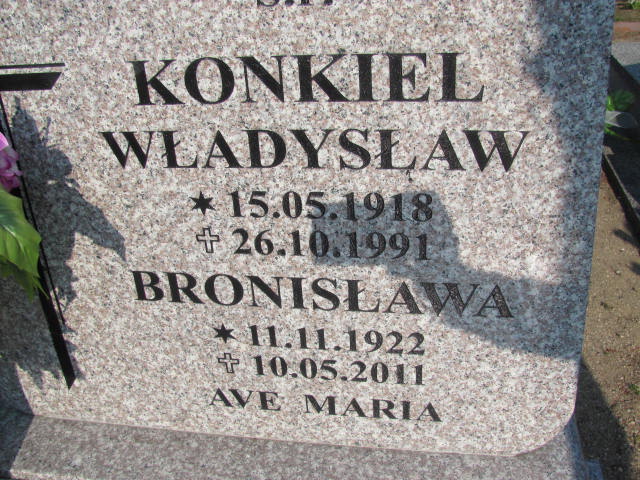 Ś.P.
KONKIEL
WŁADYSŁAW
15.05.1918
26.10.1991
BRONISŁAWA
11.11.1922
10.05.2011
AVE MARIA